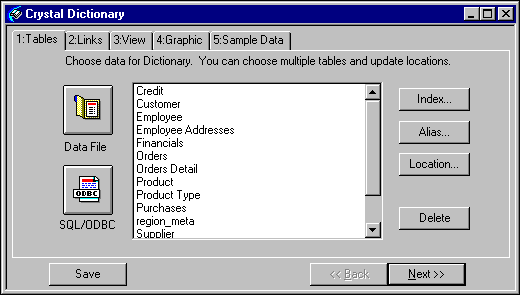 Crystal Dictionary
1:Tables 2:Links 3:View 4:Graphic 5:Sample Data
Choose data for Dictionary. You can choose multiple tables and update locations.
Data File
ODBC
SQL/ODBC
Credit
Customer
Employee
Employee Addresses
Financials
Orders
Orders Detail
Product
Product Type
Purchases
region_meta
Supplier
Index...
Alias...
Location...
Delete
Save
<< Back
Next >>